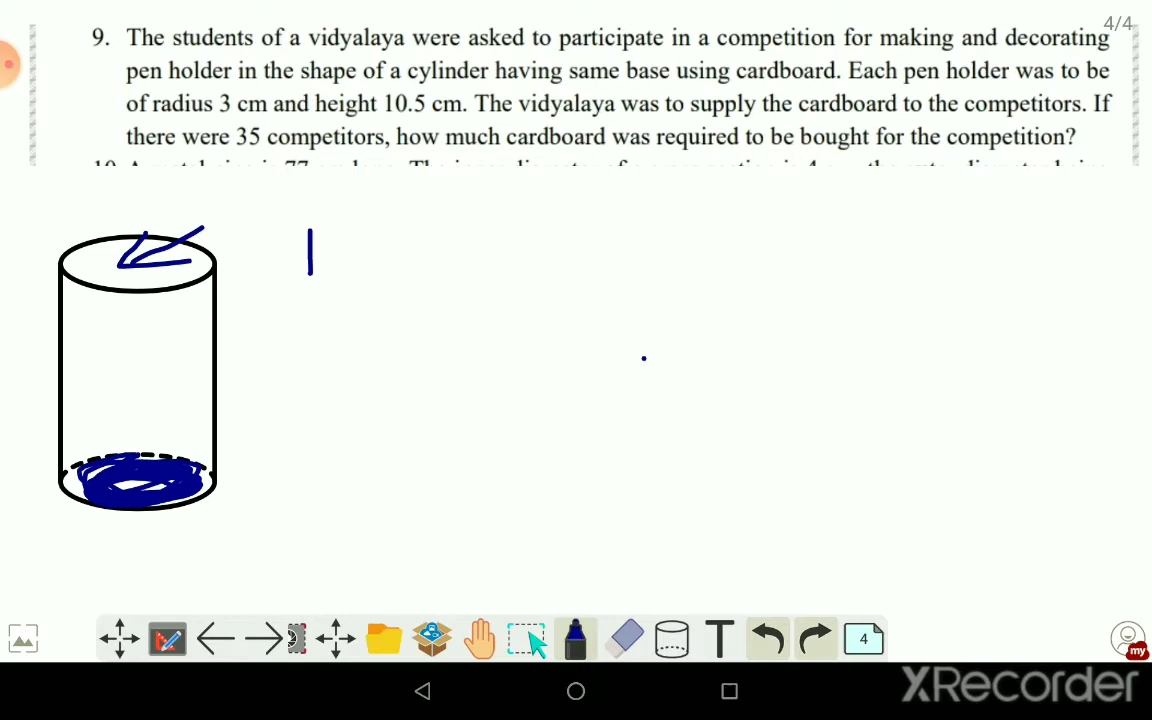 4/4
9. The students of a vidyalaya were asked to participate in a competition for making and decorating
pen holder in the shape of a cylinder having same base using cardboard. Each pen holder was to be
of radius 3 cm and height 10.5 cm. The vidyalaya was to supply the cardboard to the competitors. If
there were 35 competitors, how much cardboard was required to be bought for the competition?
T
4
my
XRecorder